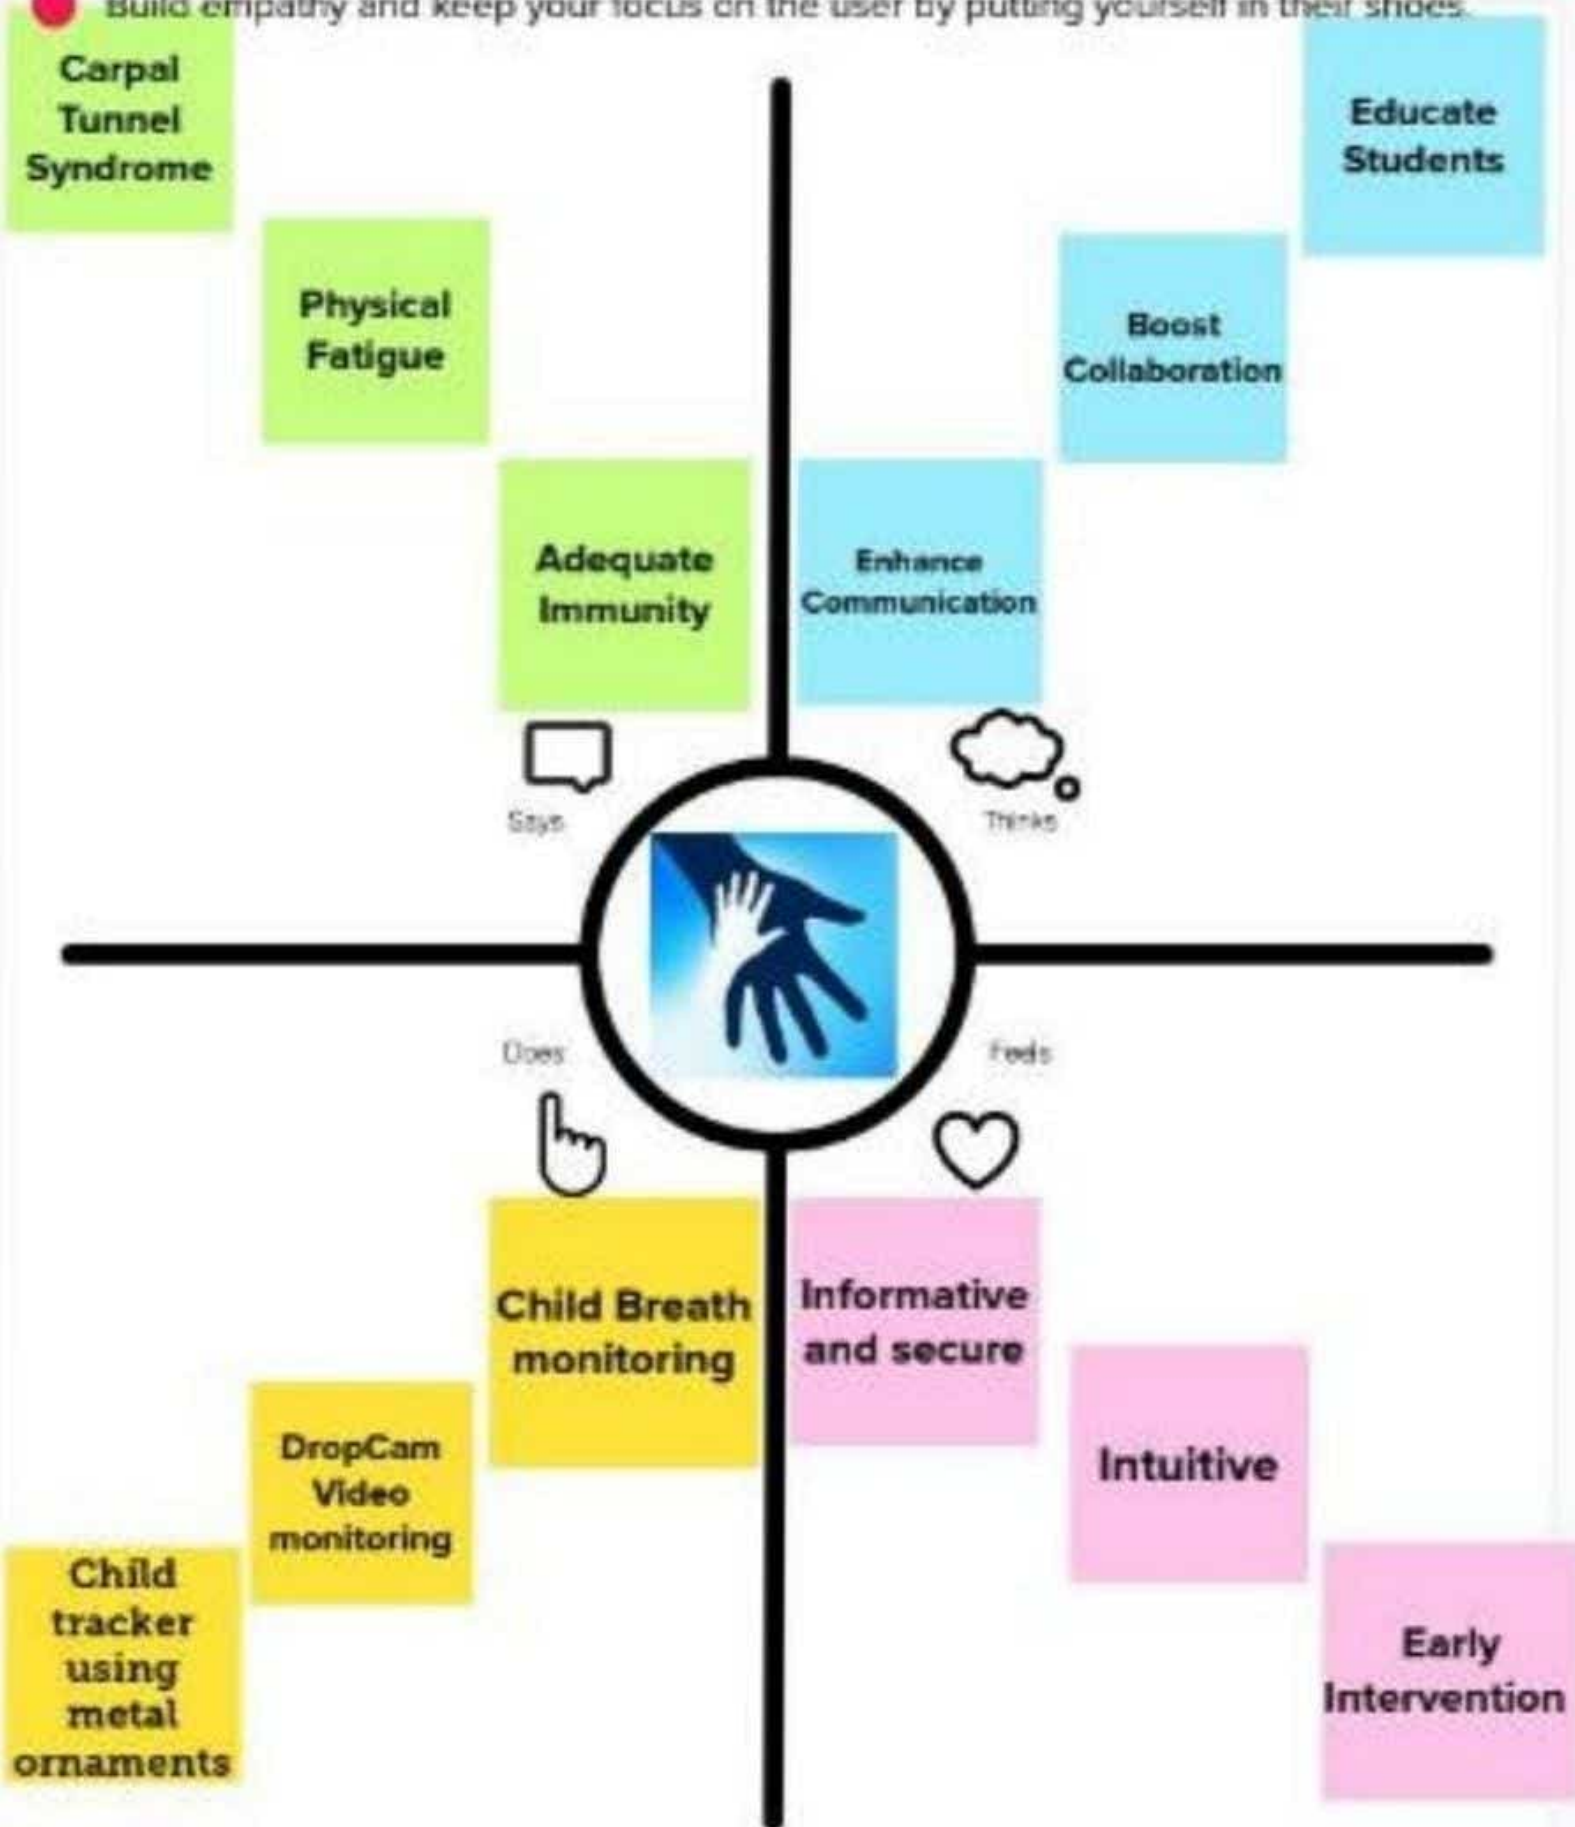 Build empathy and keep your focus on the user by putting yourself in their shoes.
Carpal
Tunnel
Syndrome
Educate
Students
Physical
Fatigue
Boost
Collaboration
Adequate
Immunity
Enhance
Communication
Says
Thinks
Does
Feels
Child Breath
monitoring
Informative
and secure
DropCam
Video
monitoring
Intuitive
Child
tracker
using
metal
ornaments
Early
Intervention